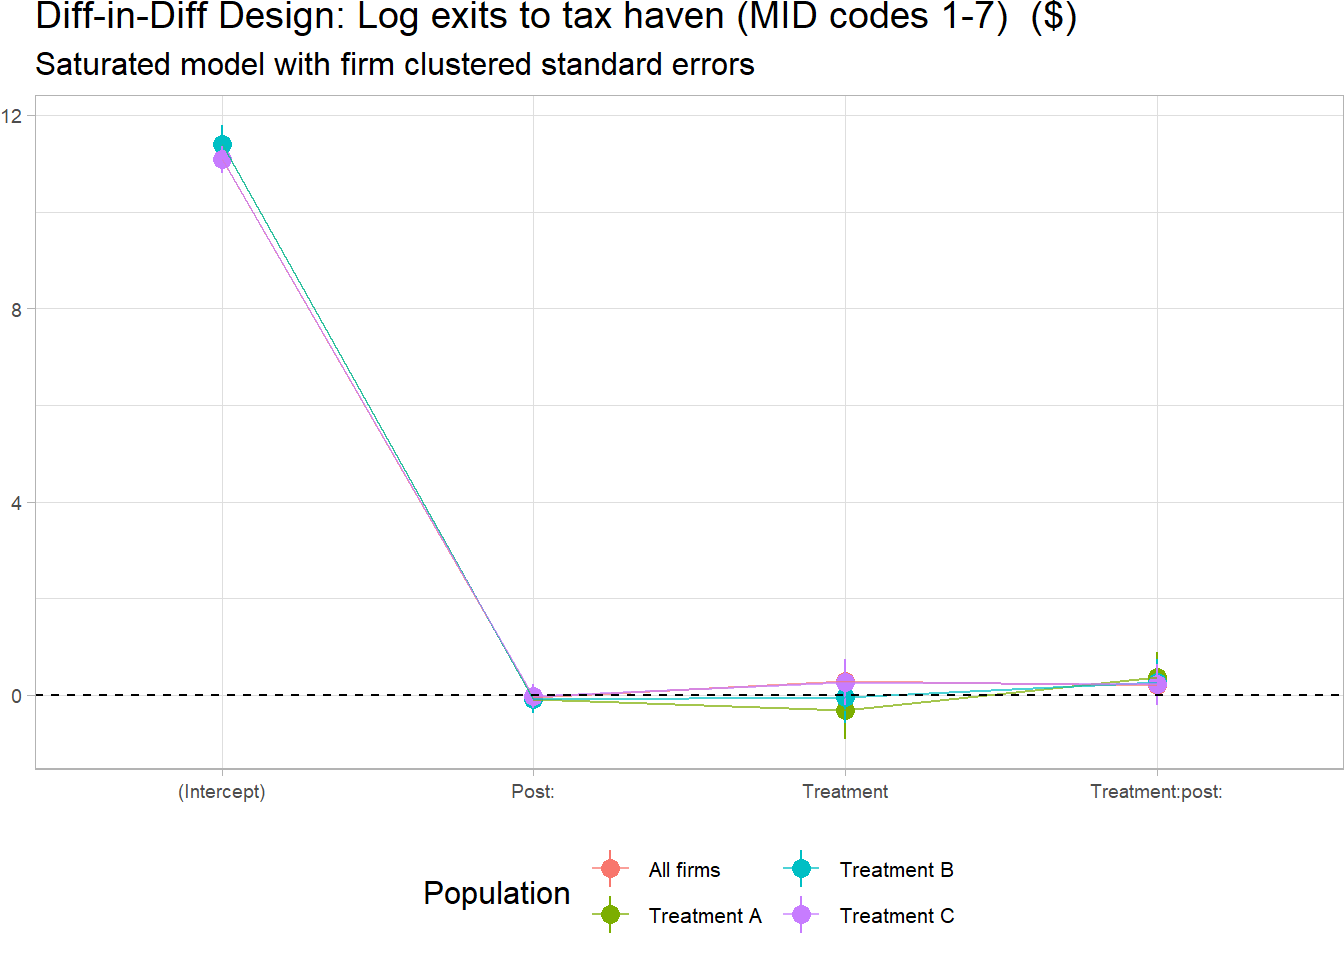 Diff-in-Diff Design: Log exits to tax haven (MID codes 1-7)  ($)
Saturated model with firm clustered standard errors
12
8
4
0
(Intercept) Post: Treatment Treatment:post:
Population
All firms Treatment B
Treatment A Treatment C